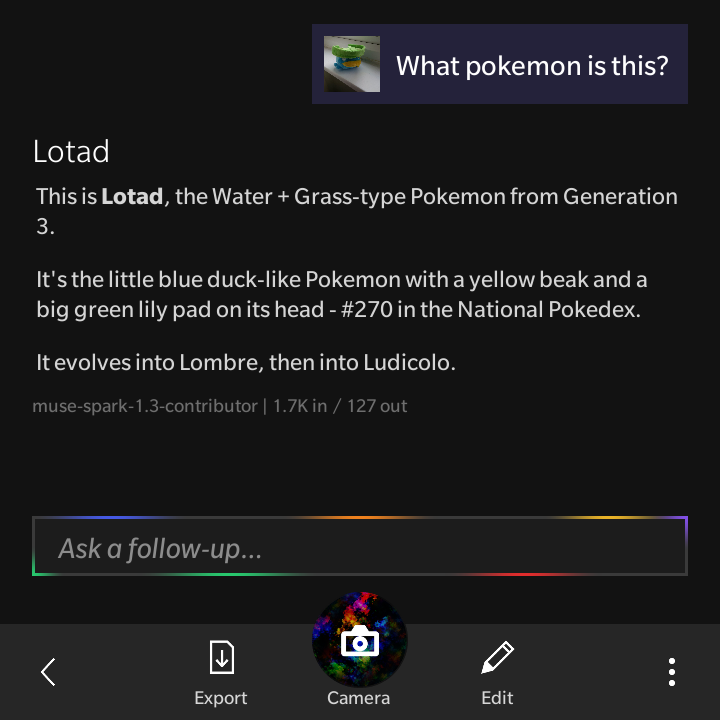 What pokemon is this?
Lotad
This is Lotad, the Water + Grass-type Pokemon from Generation
3.
It's the little blue duck-like Pokemon with a yellow beak and a
big green lily pad on its head - #270 in the National Pokedex.
It evolves into Lombre, then into Ludicolo.
muse-spark-1.3-contributor | 1.7K in / 127 out
Ask a follow-up...
Export
Camera
Edit